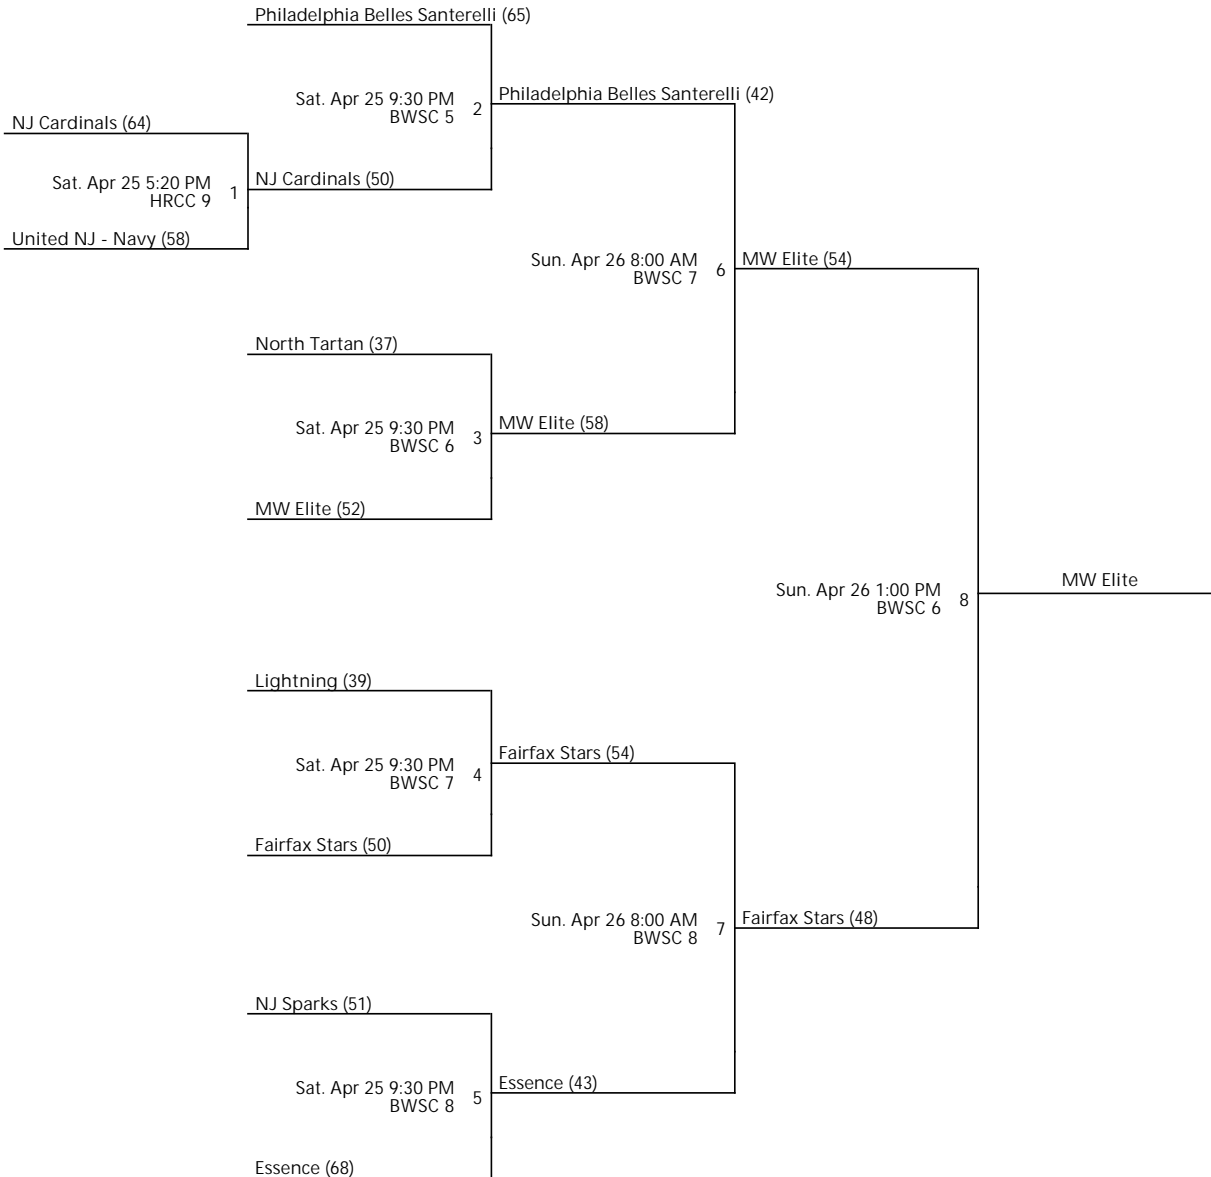 Philadelphia Belles Santerelli (65)
Sat. Apr 25 9:30 PM
BWSC 5
2
Philadelphia Belles Santerelli (42)
NJ Cardinals (64)
Sat. Apr 25 5:20 PM
HRCC 9
1
NJ Cardinals (50)
United NJ - Navy (58)
Sun. Apr 26 8:00 AM
BWSC 7
6
MW Elite (54)
North Tartan (37)
Sat. Apr 25 9:30 PM
BWSC 6
3
MW Elite (58)
MW Elite (52)
Sun. Apr 26 1:00 PM
BWSC 6
8
MW Elite
Lightning (39)
Sat. Apr 25 9:30 PM
BWSC 7
4
Fairfax Stars (54)
Fairfax Stars (50)
Sun. Apr 26 8:00 AM
BWSC 8
7
Fairfax Stars (48)
NJ Sparks (51)
Sat. Apr 25 9:30 PM
BWSC 8
5
Essence (43)
Essence (68)